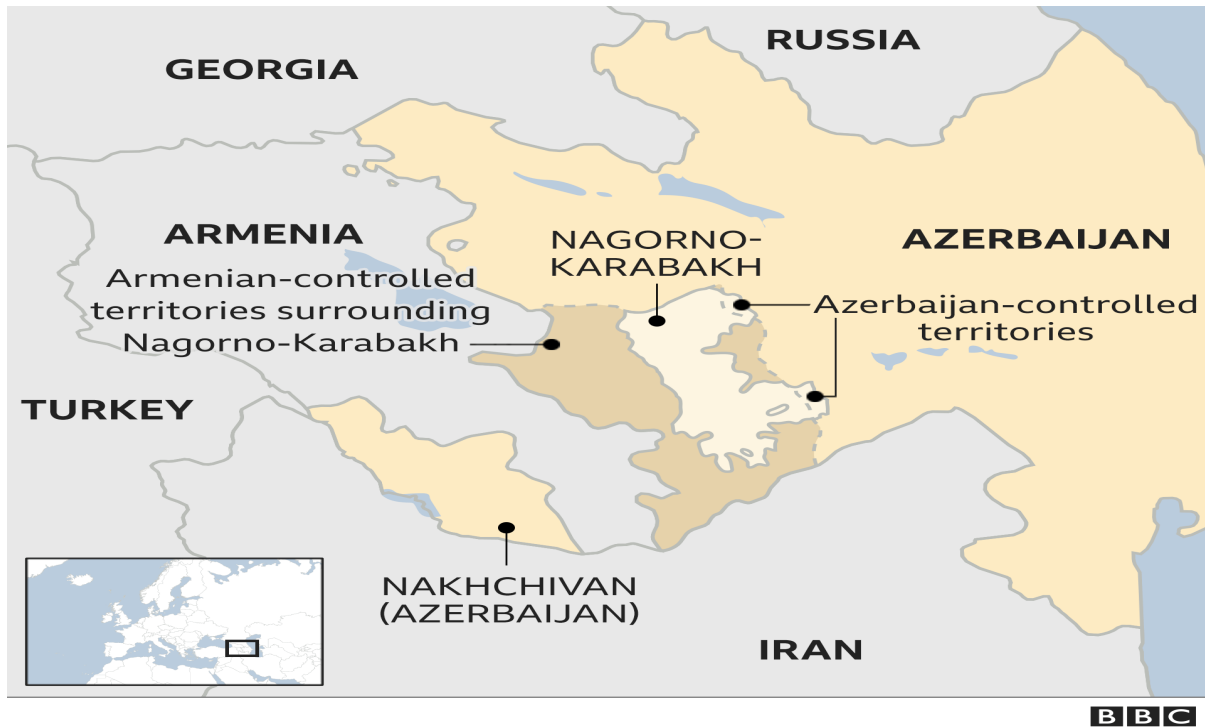 RUSSIA
GEORGIA
ARMENIA
NAGORNO-
KARABAKH
AZERBAIJAN
Armenian-controlled
territories surrounding
Nagorno-Karabakh
Azerbaijan-controlled
territories
TURKEY
NAKHCHIVAN
(AZERBAIJAN)
IRAN
BBC